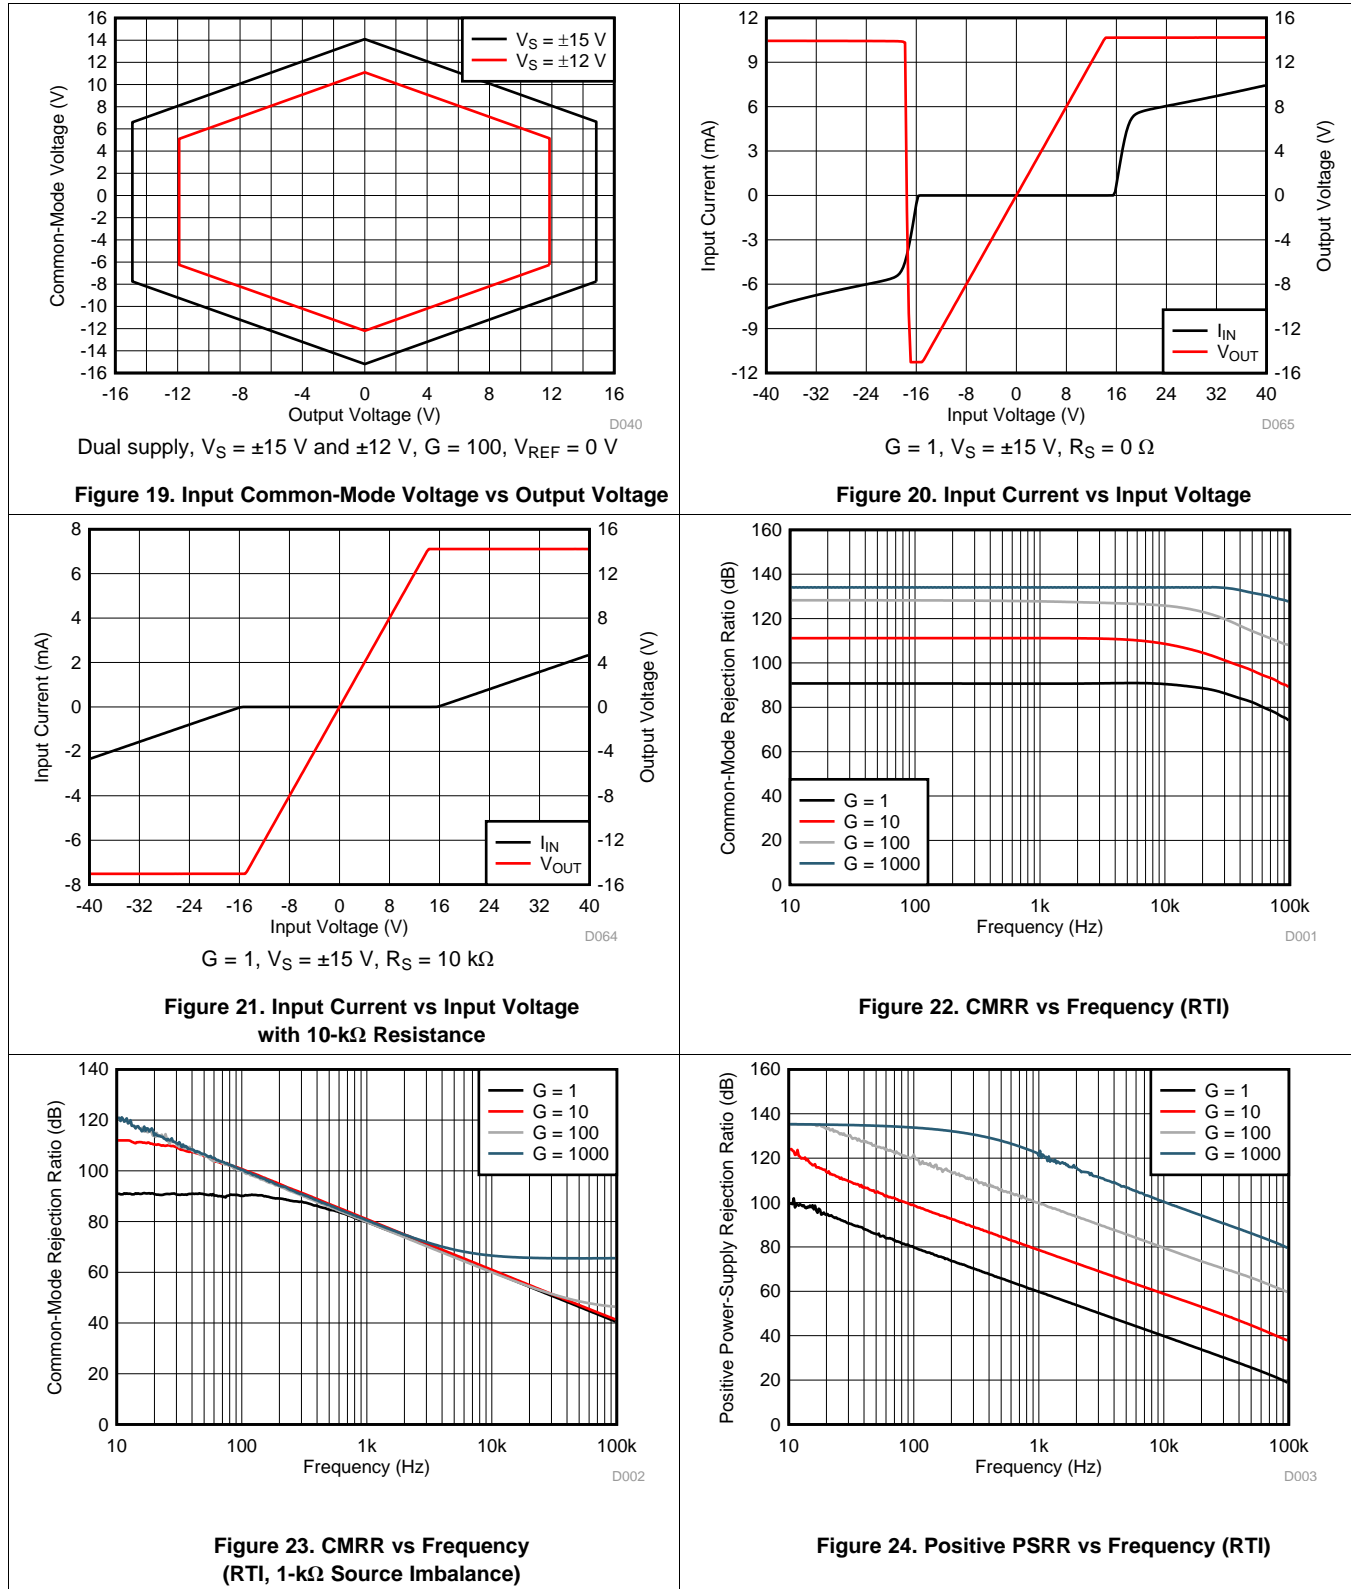 16
14
12
10
8
6
4
2
0
-2
-4
-6
-8
-10
-12
-14
-16
Common-Mode Voltage (V)
VS = ±15 V
VS = ±12 V
-16 -12 -8 -4 0 4 8 12 16
Output Voltage (V)
D040
Dual supply, VS = ±15 V and ±12 V, G = 100, VREF = 0 V
Figure 19. Input Common-Mode Voltage vs Output Voltage
12
9
6
3
0
-3
-6
-9
-12
Input Current (mA)
16
12
8
4
0
-4
-8
-12
-16
Output Voltage (V)
IIN
VOUT
-40 -32 -24 -16 -8 0 8 16 24 32 40
Input Voltage (V)
D065
G = 1, VS = ±15 V, RS = 0 Ω
Figure 20. Input Current vs Input Voltage
8
6
4
2
0
-2
-4
-6
-8
Input Current (mA)
16
12
8
4
0
-4
-8
-12
-16
Output Voltage (V)
IIN
VOUT
-40 -32 -24 -16 -8 0 8 16 24 32 40
Input Voltage (V)
D064
G = 1, VS = ±15 V, RS = 10 kΩ
Figure 21. Input Current vs Input Voltage
with 10-kΩ Resistance
160
140
120
100
80
60
40
20
0
Common-Mode Rejection Ratio (dB)
G = 1
G = 10
G = 100
G = 1000
10 100 1k 10k 100k
Frequency (Hz)
D001
Figure 22. CMRR vs Frequency (RTI)
140
120
100
80
60
40
20
0
Common-Mode Rejection Ratio (dB)
G = 1
G = 10
G = 100
G = 1000
10 100 1k 10k 100k
Frequency (Hz)
D002
Figure 23. CMRR vs Frequency
(RTI, 1-kΩ Source Imbalance)
160
140
120
100
80
60
40
20
0
Positive Power-Supply Rejection Ratio (dB)
G = 1
G = 10
G = 100
G = 1000
10 100 1k 10k 100k
Frequency (Hz)
D003
Figure 24. Positive PSRR vs Frequency (RTI)